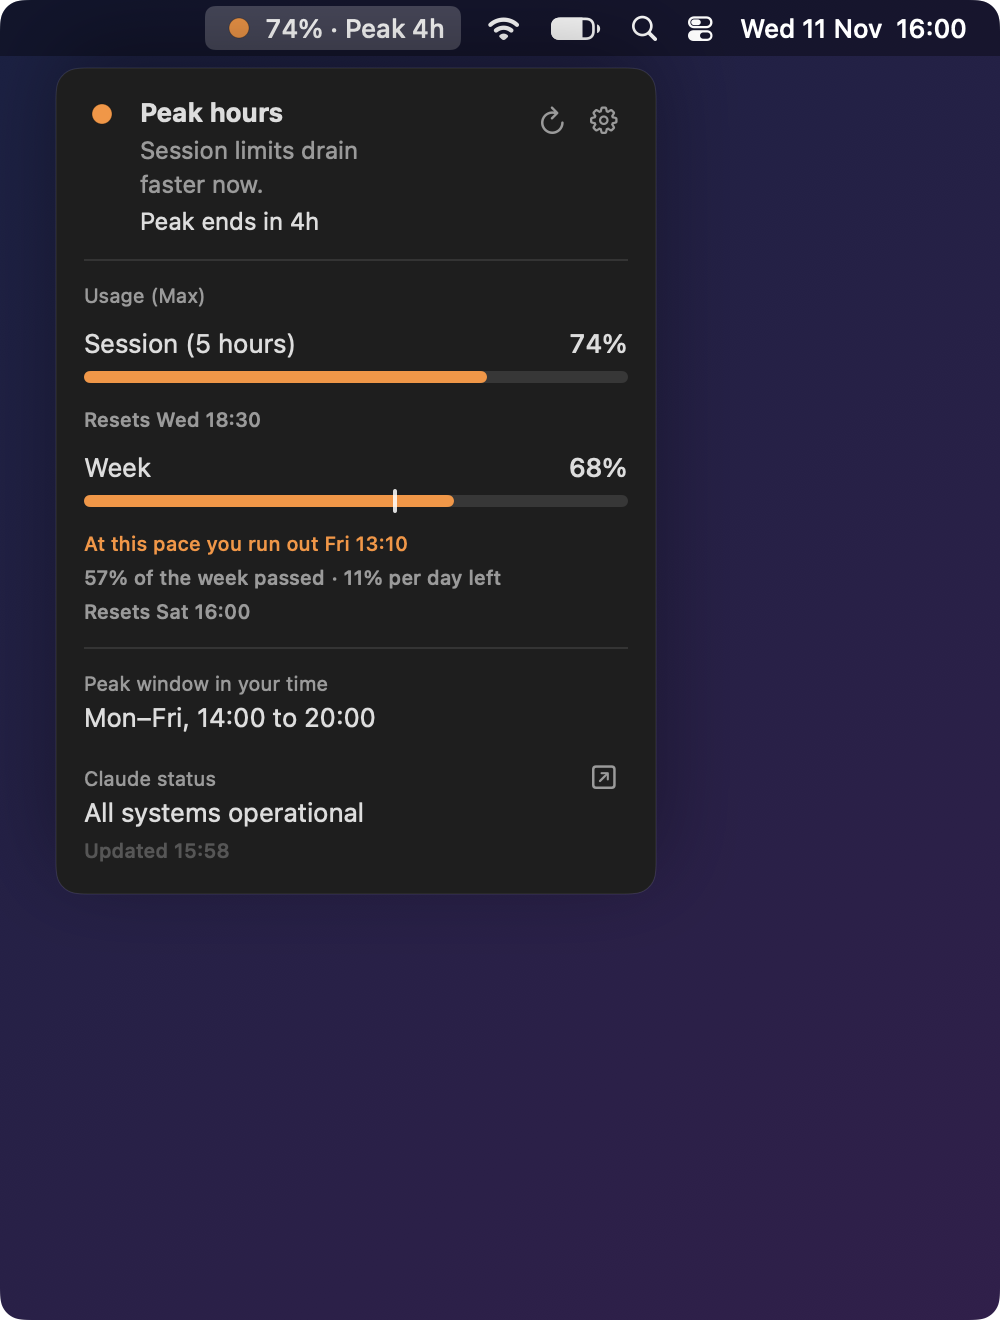 74% · Peak 4h
Wed 11 Nov 16:00
Peak hours
Session limits drain
faster now.
Peak ends in 4h
Usage (Max)
Session (5 hours) 74%
Resets Wed 18:30
Week 68%
At this pace you run out Fri 13:10
57% of the week passed · 11% per day left
Resets Sat 16:00
Peak window in your time
Mon–Fri, 14:00 to 20:00
Claude status
All systems operational
Updated 15:58